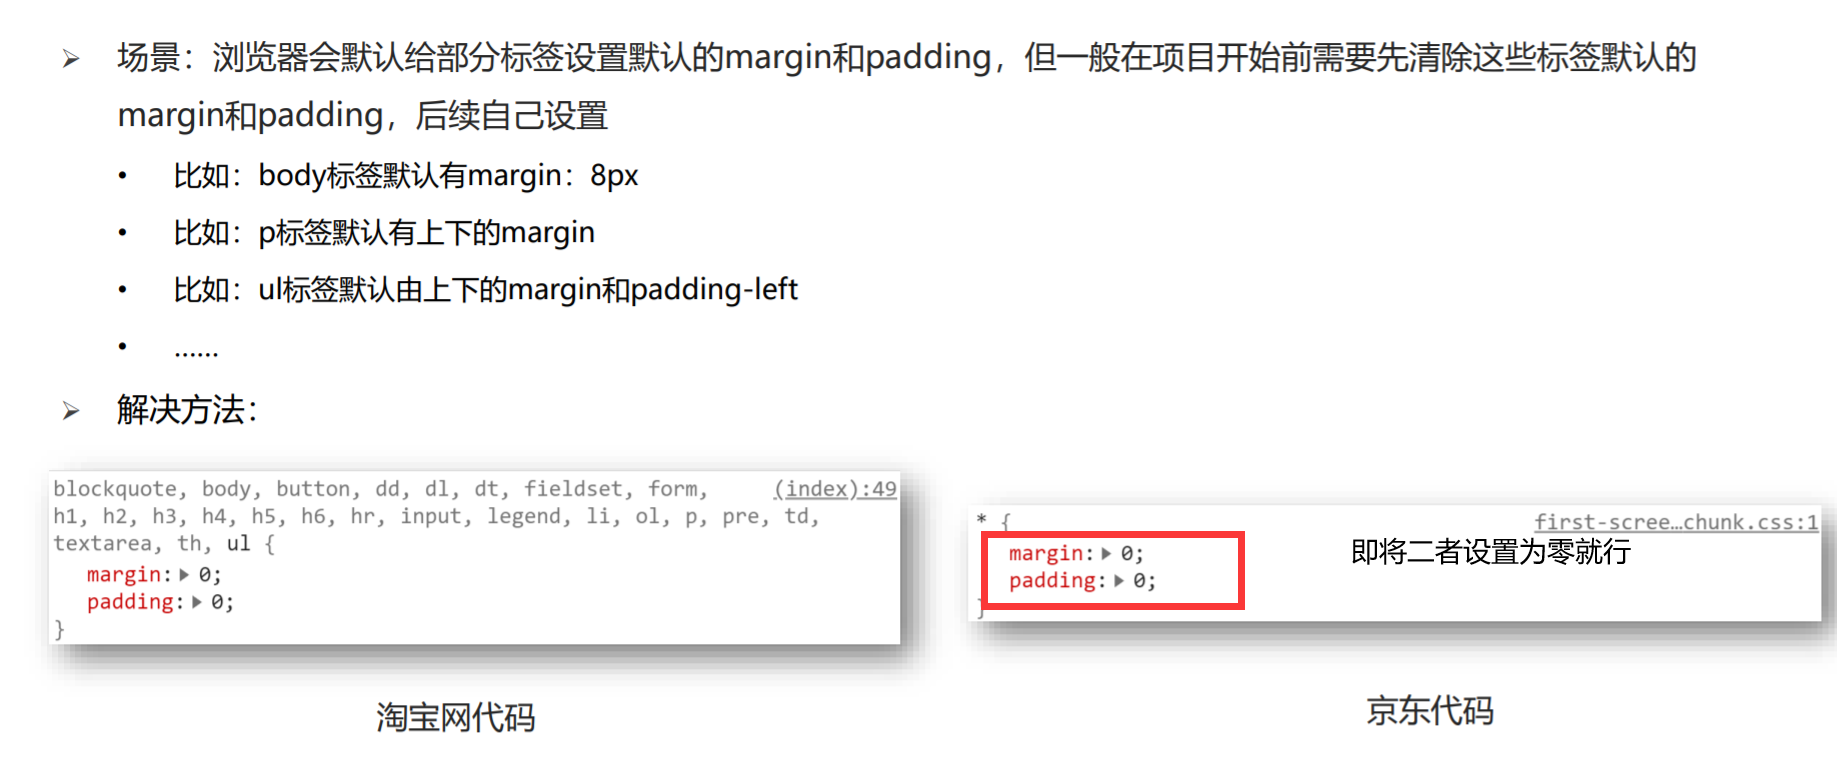 ➢ 场景：浏览器会默认给部分标签设置默认的margin和padding，但一般在项目开始前需要先清除这些标签默认的
margin和padding，后续自己设置
• 比如：body标签默认有margin：8px
• 比如：p标签默认有上下的margin
• 比如：ul标签默认由上下的margin和padding-left
• ……
➢ 解决方法：
blockquote, body, button, dd, dl, dt, fieldset, form, (index):49
h1, h2, h3, h4, h5, h6, hr, input, legend, li, ol, p, pre, td,
textarea, th, ul {
margin:▶ 0;
padding:▶ 0;
}
淘宝网代码
* { first-scree…chunk.css:1
margin:▶ 0; 即将二者设置为零就行
padding:▶ 0;
}
京东代码